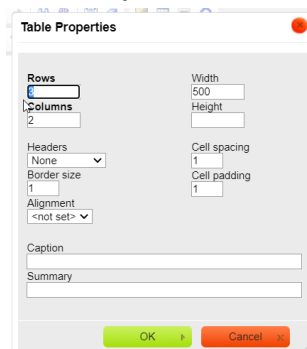 Table Properties
Rows
3
Columns
2
Width
500
Height
Headers
None
Border size
1
Alignment
<not set>
Cell spacing
1
Cell padding
1
Caption
Summary
OK
Cancel